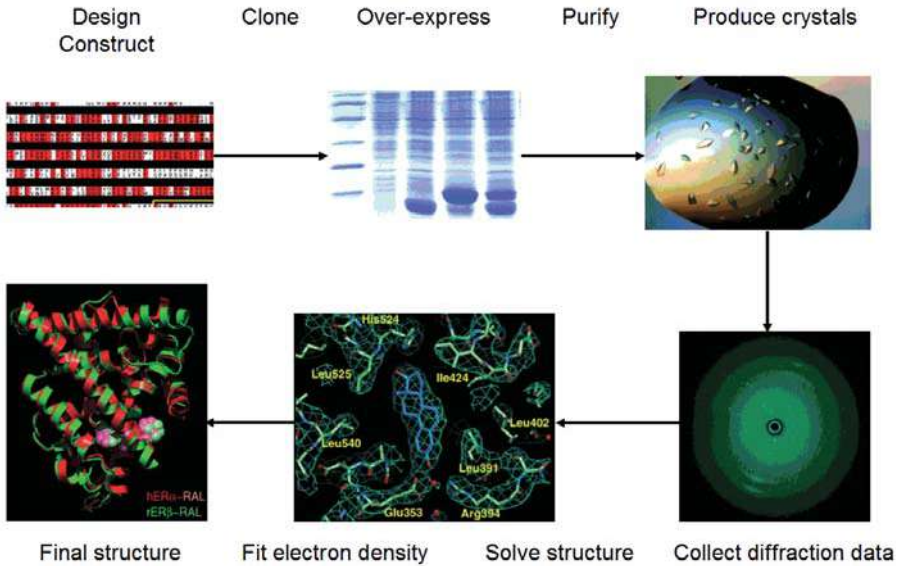 Design Construct
Clone
Over-express
Purify
Produce crystals
His524
Leu525
Ile424
Leu402
Leu540
Leu391
Glu353
Arg394
hERα-RAL
rERβ-RAL
Final structure
Fit electron density
Solve structure
Collect diffraction data